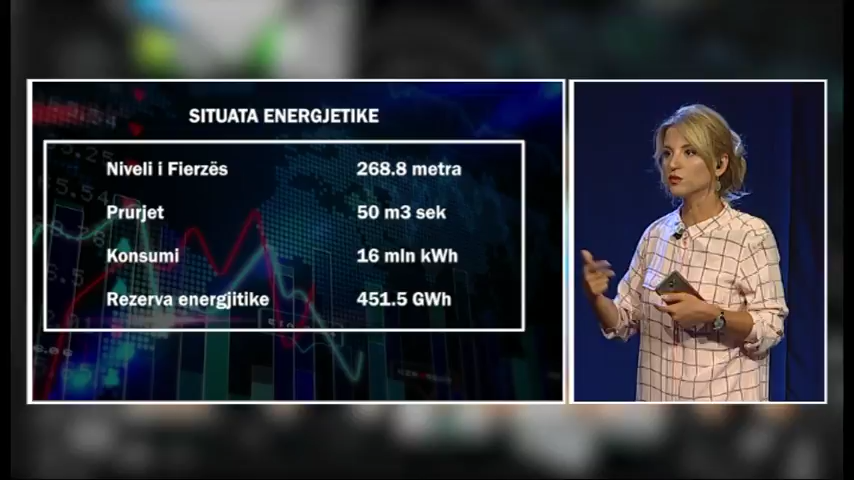 SITUATA ENERGJETIKE
Niveli i Fierzës 268.8 metra
Prurjet 50 m3 sek
Konsumi 16 mln kWh
Rezerva energjitike 451.5 GWh